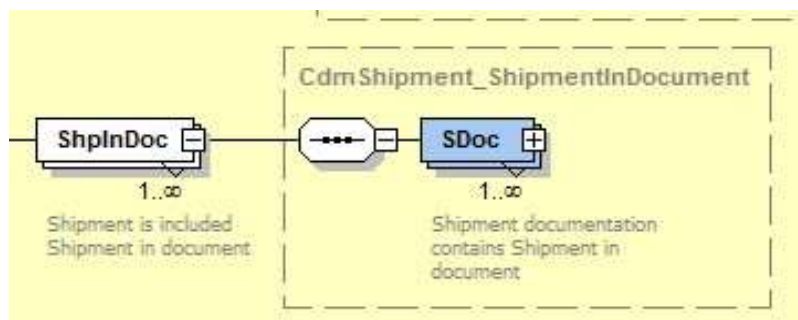 CdmShipment_ShipmentInDocument
ShpInDoc
SDoc
1..∞
1..∞
Shipment is included
Shipment in document
Shipment documentation
contains Shipment in
document